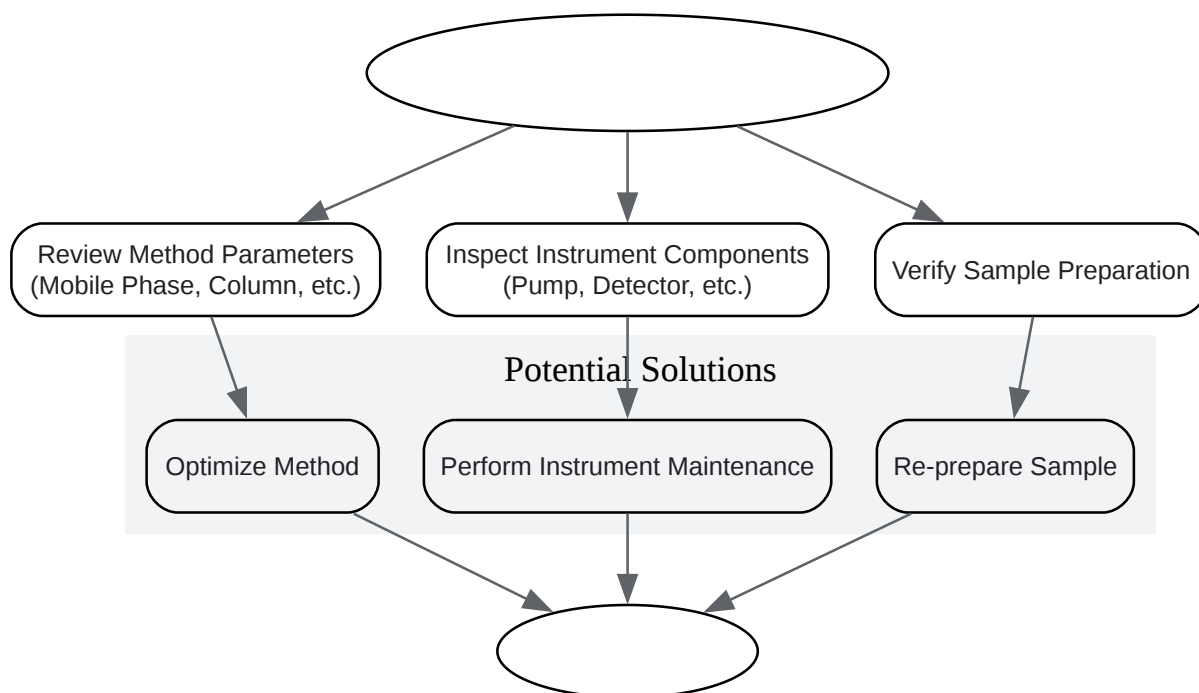 Review Method Parameters
(Mobile Phase, Column, etc.)
Inspect Instrument Components
(Pump, Detector, etc.)
Verify Sample Preparation
Potential Solutions
Optimize Method
Perform Instrument Maintenance
Re-prepare Sample